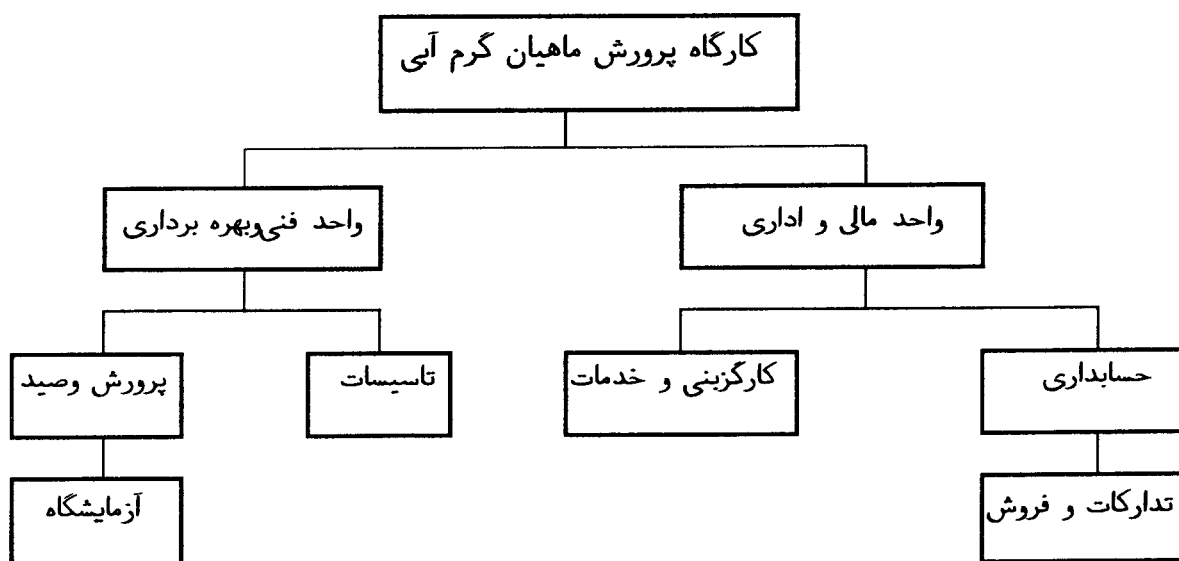 کارگاه پرورش ماهیان گرم آبی
واحد مالی و اداری
واحد فنی وبهره برداری
حسابداری
کارگزینی و خدمات
تاسیسات
پرورش وصید
تدارکات و فروش
آزمایشگاه